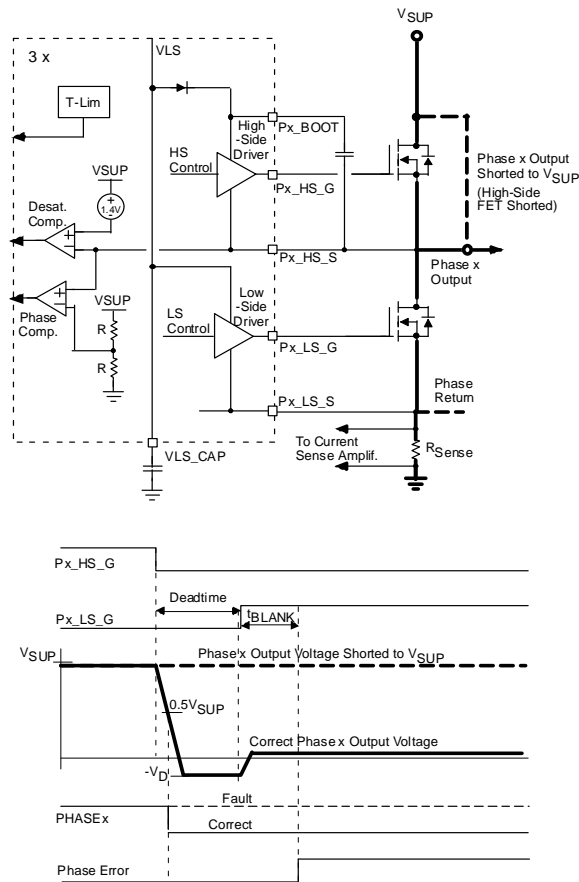 VSUP
3 x
VLS
T-Lim
Px_BOOT
High
-Side
Driver
HS
Control
Px_HS_G
VSUP
+
1.4V
Desat.
Comp.
+
–
Phase x Output
Shorted to VSUP
(High-Side
FET Shorted)
Px_HS_S
Phase x
Output
+
–
Phase
Comp.
VSUP
R
R
Low
-Side
Driver
LS
Control
Px_LS_G
Phase
Return
Px_LS_S
To Current
Sense Amplif.
RSense
VLS_CAP
Px_HS_G
Deadtime
Px_LS_G
tBLANK
VSUP
Phase x Output Voltage Shorted to VSUP
0.5VSUP
Correct Phase x Output Voltage
-VD
Fault
PHASEx
Correct
Phase Error